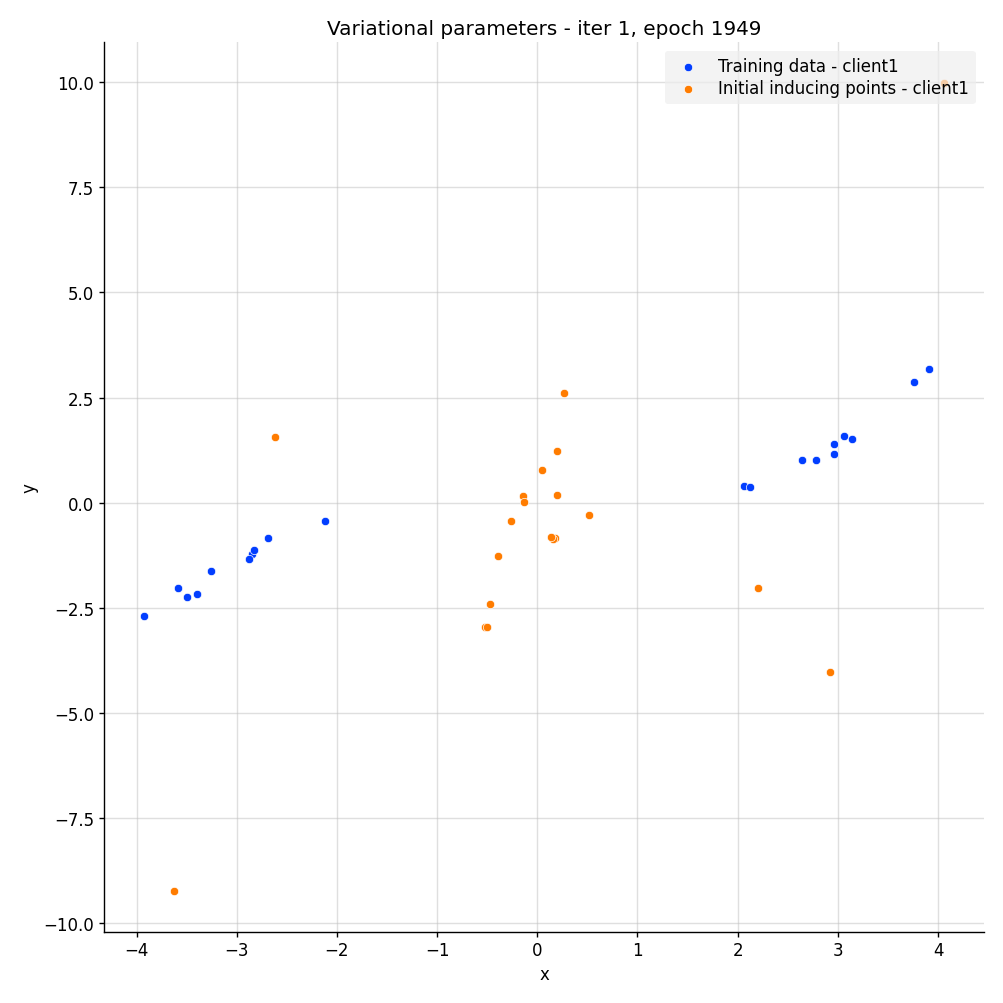 Variational parameters - iter 1, epoch 1949
Training data - client1
Initial inducing points - client1
10.0
7.5
5.0
2.5
0.0
−2.5
−5.0
−7.5
−10.0
y
−4 −3 −2 −1 0 1 2 3 4
x